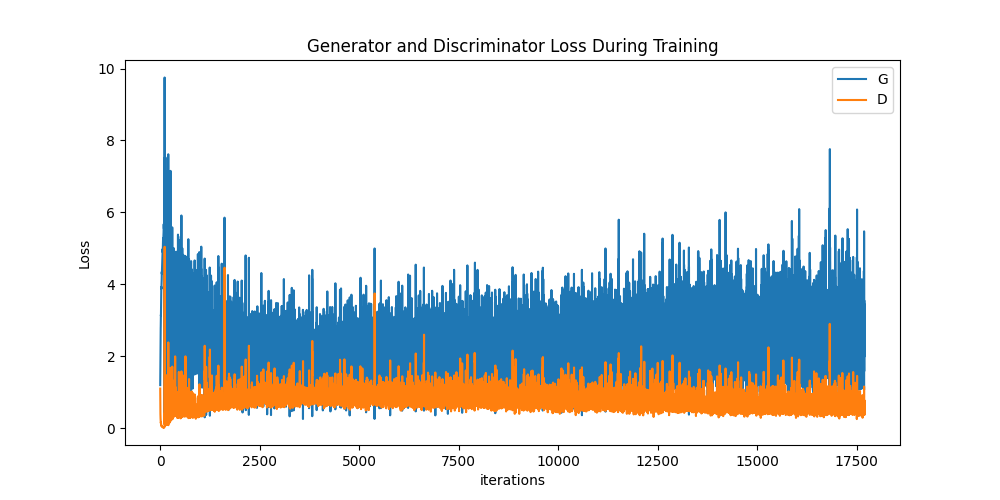 Generator and Discriminator Loss During Training
G
D
10
8
6
4
2
0
Loss
0 2500 5000 7500 10000 12500 15000 17500
iterations